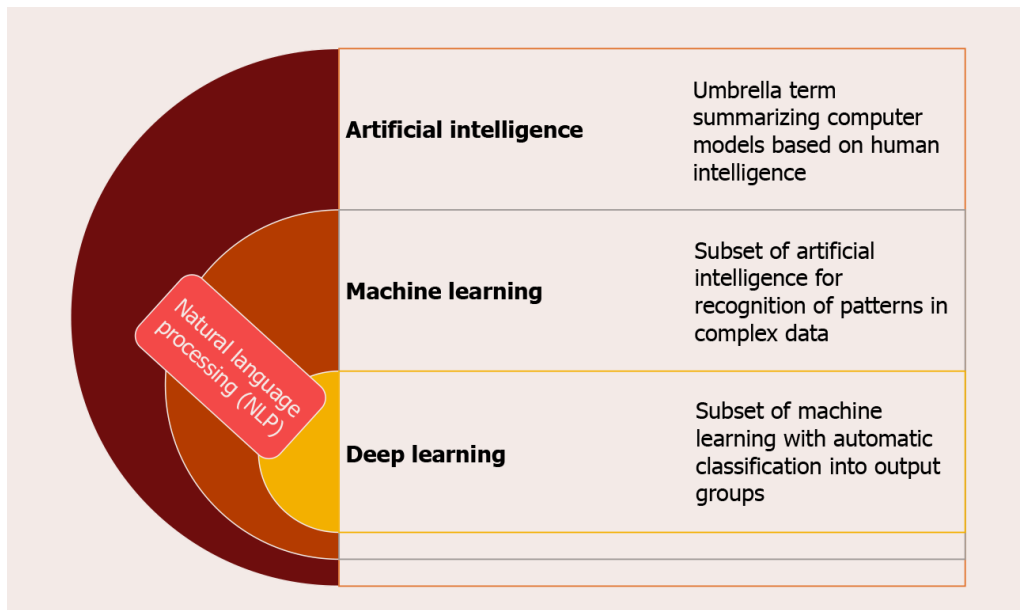 Artificial intelligence
Umbrella term
summarizing computer
models based on human
intelligence
Machine learning
Subset of artificial
intelligence for
recognition of patterns in
complex data
Natural language
processing (NLP)
Deep learning
Subset of machine
learning with automatic
classification into output
groups